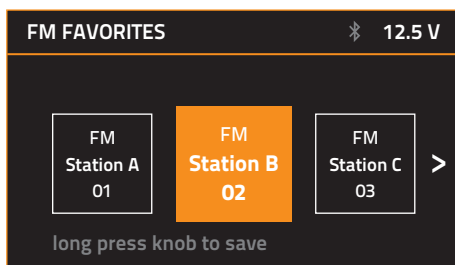 FM FAVORITES 12.5 V
FM
Station A
01
FM
Station B
02
FM
Station C
03
>
long press knob to save